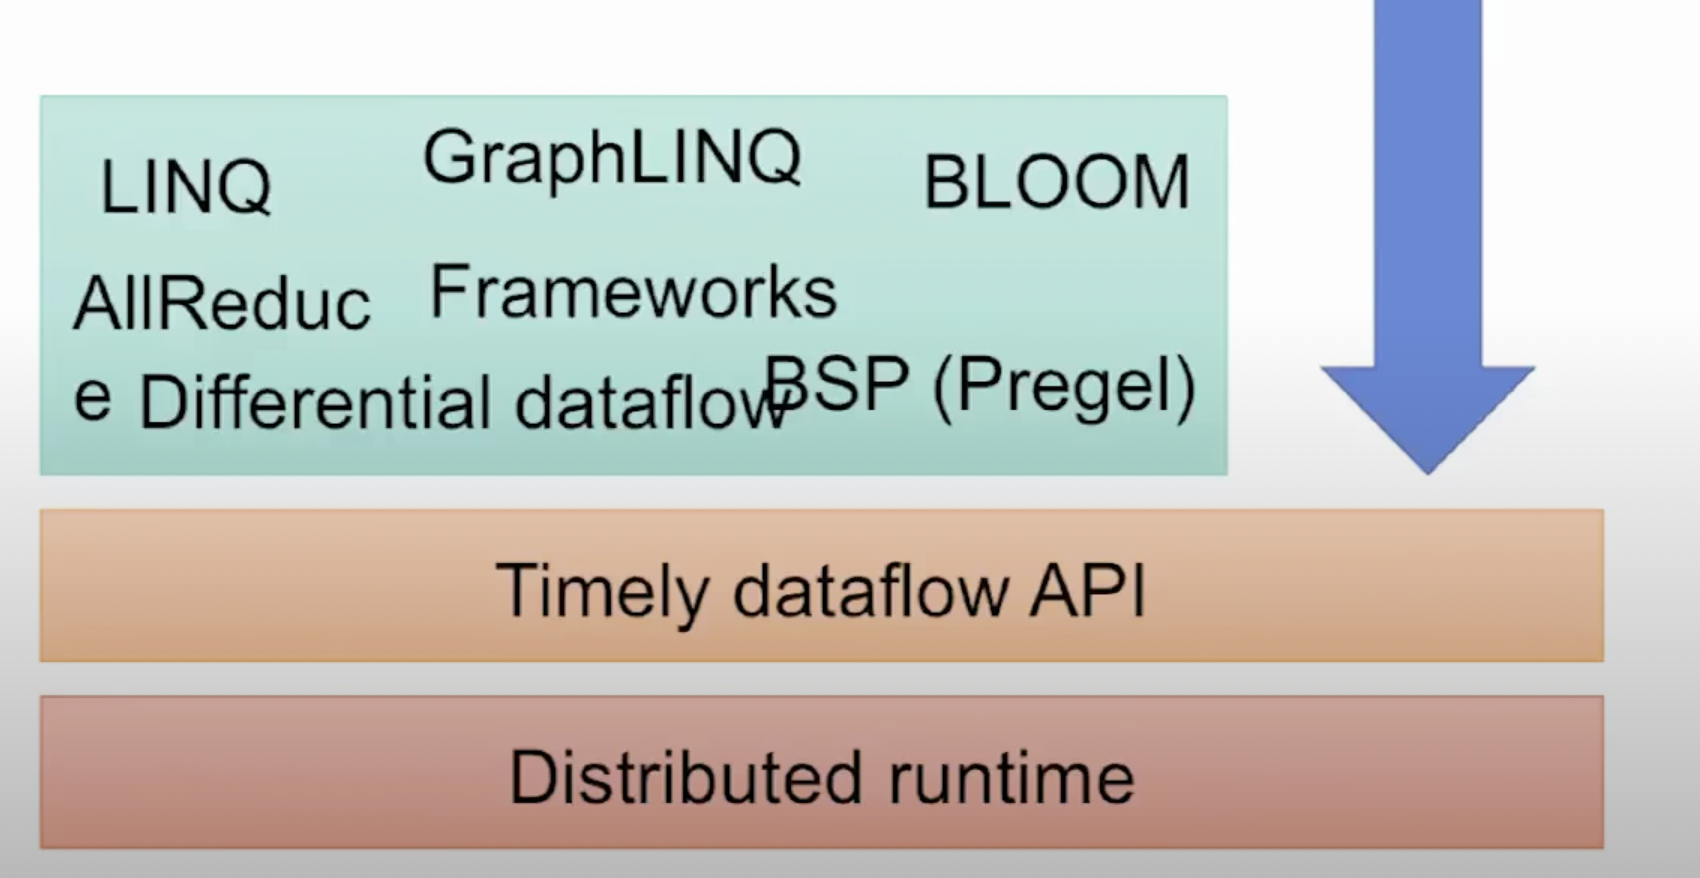 LINQ
GraphLINQ
BLOOM
AllReduc
e
Frameworks
Differential dataflow
BSP (Pregel)
Timely dataflow API
Distributed runtime